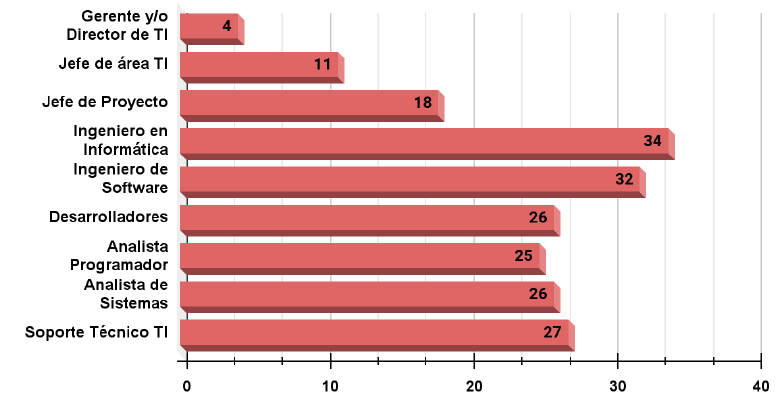 Gerente y/o
Director de TI
4
Jefe de área TI
11
Jefe de Proyecto
18
Ingeniero en
Informática
34
Ingeniero de
Software
32
Desarrolladores
26
Analista
Programador
25
Analista de
Sistemas
26
Soporte Técnico TI
27
0 10 20 30 40